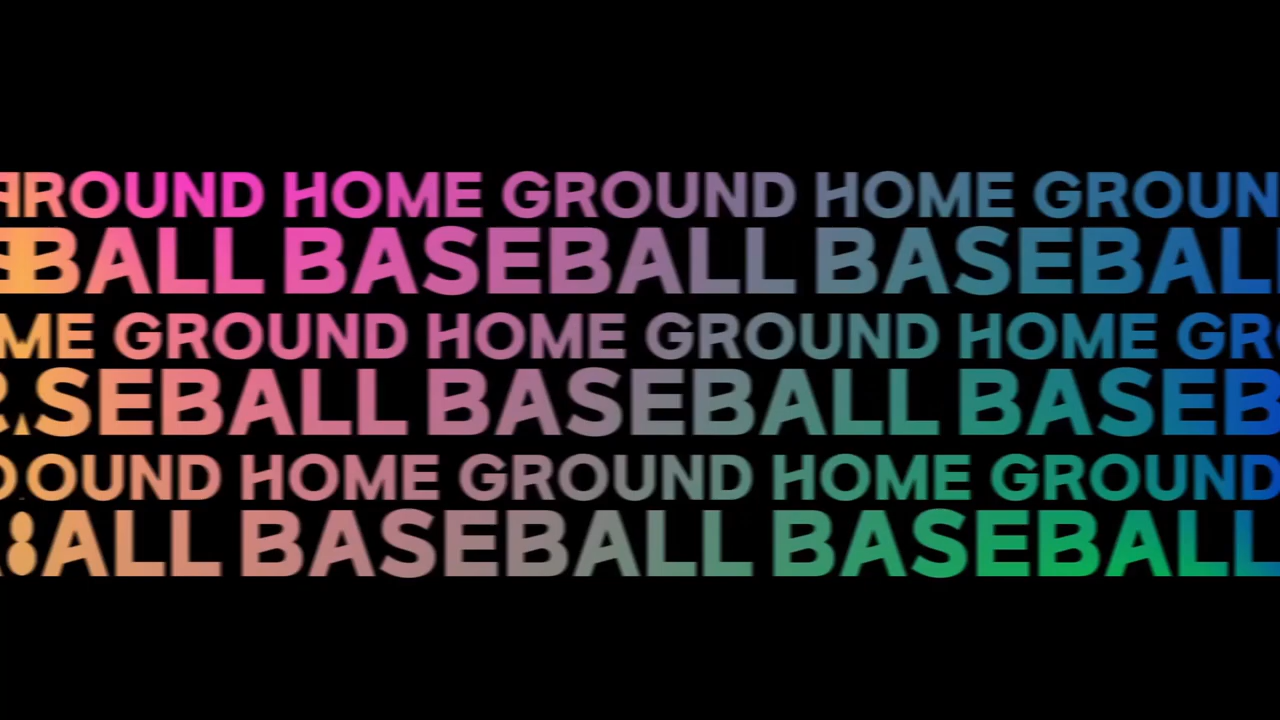 ROUND HOME GROUND HOME GROUN
BALL BASEBALL BASEBALL
ME GROUND HOME GROUND HOME GR
SEBALL BASEBALL BASEB
OUND HOME GROUND HOME GROUND
ALL BASEBALL BASEBALL